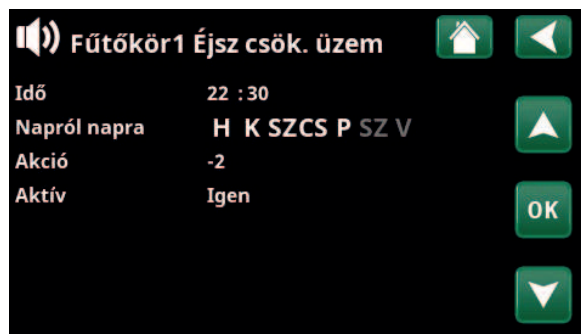 Fűtőkör1 Éjsz csök. üzem
Idő 22 :30
Napról napra H K SZCS P SZ V
Akció -2
Aktív Igen
OK